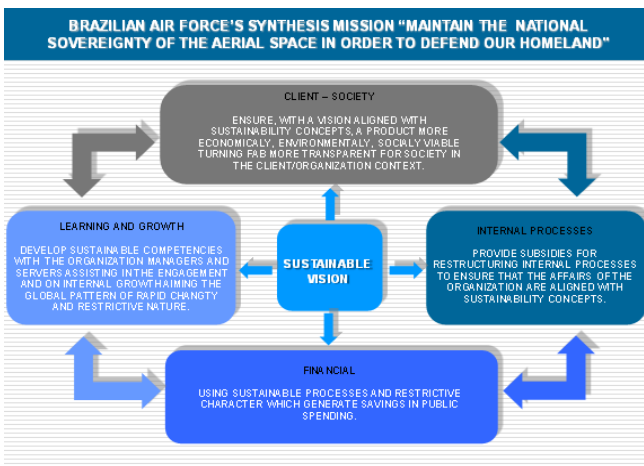 BRAZILIAN AIR FORCE'S SYNTHESIS MISSION "MAINTAIN THE NATIONAL
SOVEREIGNTY OF THE AERIAL SPACE IN ORDER TO DEFEND OUR HOMELAND"
CLIENT – SOCIETY
ENSURE, WITH A VISION ALIGNED WITH
SUSTAINABILITY CONCEPTS, A PRODUCT MORE
ECONOMICALY, ENVIRONMENTALY, SOCIALY VIABLE
TURNING FAB MORE TRANSPARENT FOR SOCIETY IN
THE CLIENT/ORGANIZATION CONTEXT.
LEARNING AND GROWTH
DEVELOP SUSTAINABLE COMPETENCIES
WITH THE ORGANIZATION MANAGERS AND
SERVERS ASSISTING IN THE ENGAGEMENT
AND ON INTERNAL GROWTHAIMING THE
GLOBAL PATTERN OF RAPID CHANGTY
AND RESTRICTIVE NATURE.
SUSTAINABLE
VISION
INTERNAL PROCESSES
PROVIDE SUBSIDIES FOR
RESTRUCTURING INTERNAL PROCESSES
TO ENSURE THAT THE AFFAIRS OF THE
ORGANIZATION ARE ALIGNED WITH
SUSTAINABILITY CONCEPTS.
FINANCIAL
USING SUSTAINABLE PROCESSES AND RESTRICTIVE
CHARACTER WHICH GENERATE SAVINGS IN PUBLIC
SPENDING.